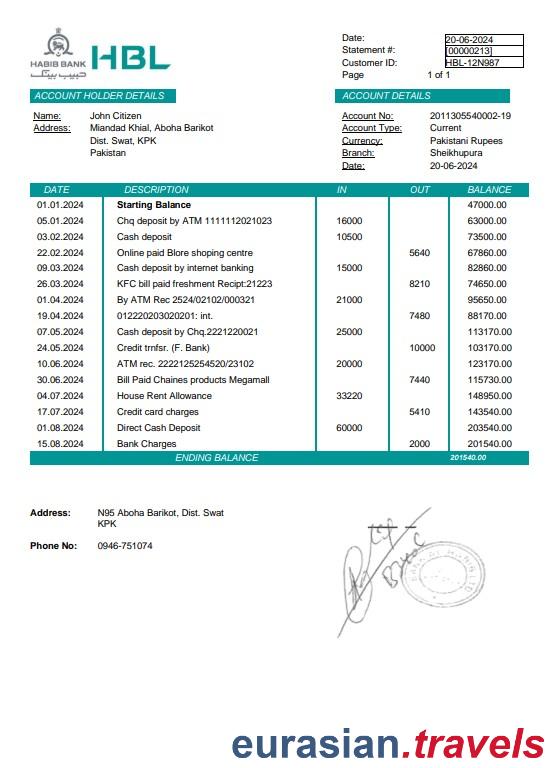 HABIB BANK
حبيب بينك
HBL
Date: 20-06-2024
Statement #: [00000213]
Customer ID: HBL-12N987
Page 1 of 1
ACCOUNT HOLDER DETAILS
Name: John Citizen
Address: Miandad Khial, Aboha Barikot
Dist. Swat, KPK
Pakistan
ACCOUNT DETAILS
Account No: 2011305540002-19
Account Type: Current
Currency: Pakistani Rupees
Branch: Sheikhupura
Date: 20-06-2024
DATE DESCRIPTION IN OUT BALANCE
01.01.2024 Starting Balance 47000.00
05.01.2024 Chq deposit by ATM 1111112021023 16000 63000.00
03.02.2024 Cash deposit 10500 73500.00
22.02.2024 Online paid Blore shoping centre 5640 67860.00
09.03.2024 Cash deposit by internet banking 15000 82860.00
26.03.2024 KFC bill paid freshment Recipt:21223 8210 74650.00
01.04.2024 By ATM Rec 2524/02102/000321 21000 95650.00
19.04.2024 012220203020201: int. 7480 88170.00
07.05.2024 Cash deposit by Chq.2221220021 25000 113170.00
24.05.2024 Credit trnfsr. (F. Bank) 10000 103170.00
10.06.2024 ATM rec. 2222125254520/23102 20000 123170.00
30.06.2024 Bill Paid Chaines products Megamall 7440 115730.00
04.07.2024 House Rent Allowance 33220 148950.00
17.07.2024 Credit card charges 5410 143540.00
01.08.2024 Direct Cash Deposit 60000 203540.00
15.08.2024 Bank Charges 2000 201540.00
ENDING BALANCE 201540.00
Address: N95 Aboha Barikot, Dist. Swat
KPK
Phone No: 0946-751074
eurasian.travels